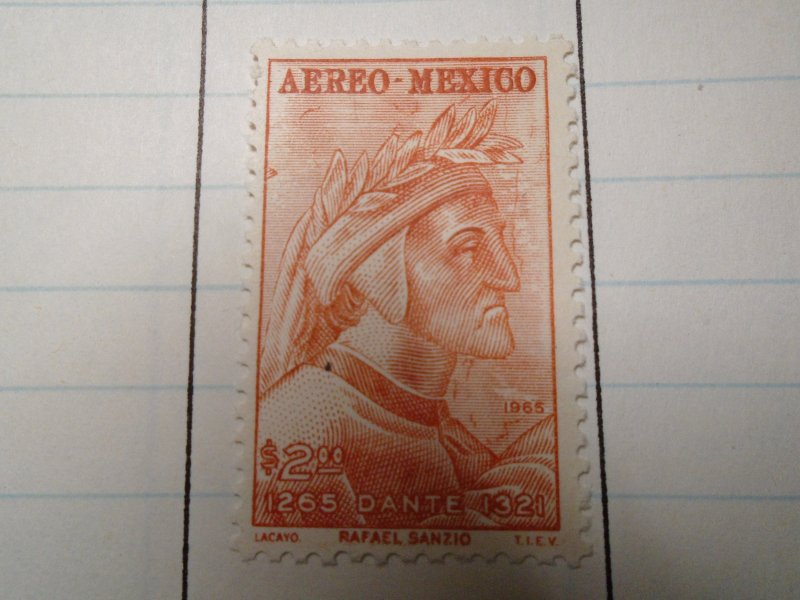 AEREO-MEXICO
1965
$2.00
1265 DANTE 1321
LACAYO. RAFAEL SANZIO T.I.E.V.